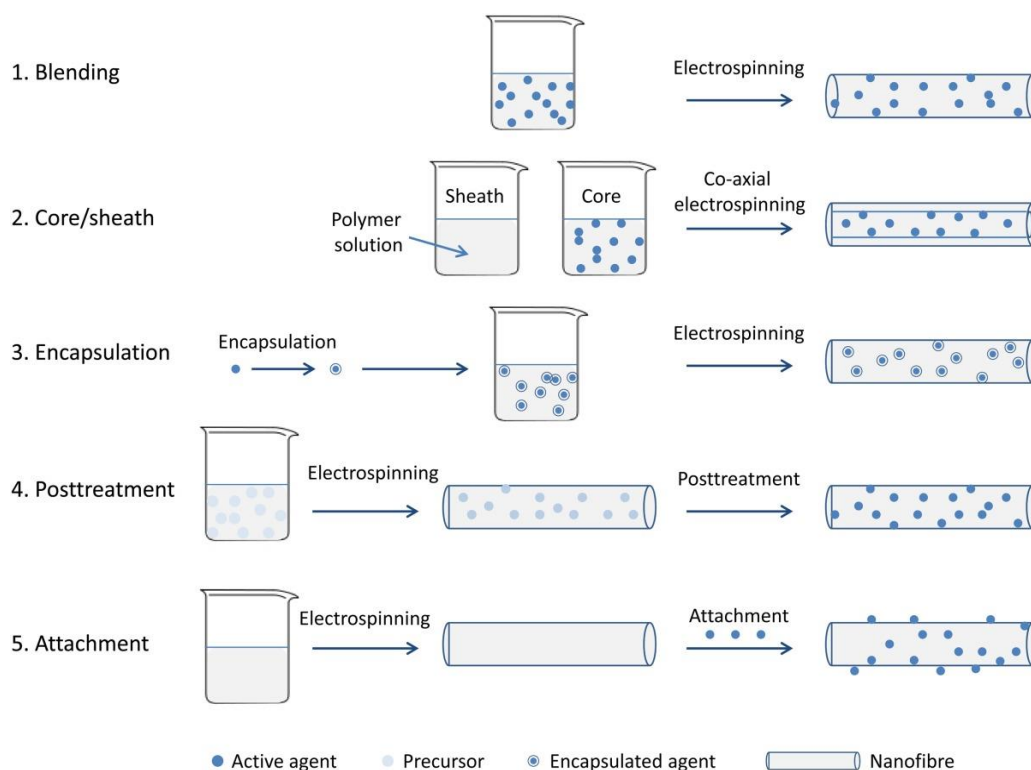 1. Blending
Electrospinning
2. Core/sheath
Polymer
solution
Sheath
Core
Co-axial
electrospinning
3. Encapsulation
Encapsulation
Electrospinning
4. Posttreatment
Electrospinning
Posttreatment
5. Attachment
Electrospinning
Attachment
Active agent
Precursor
Encapsulated agent
Nanofibre